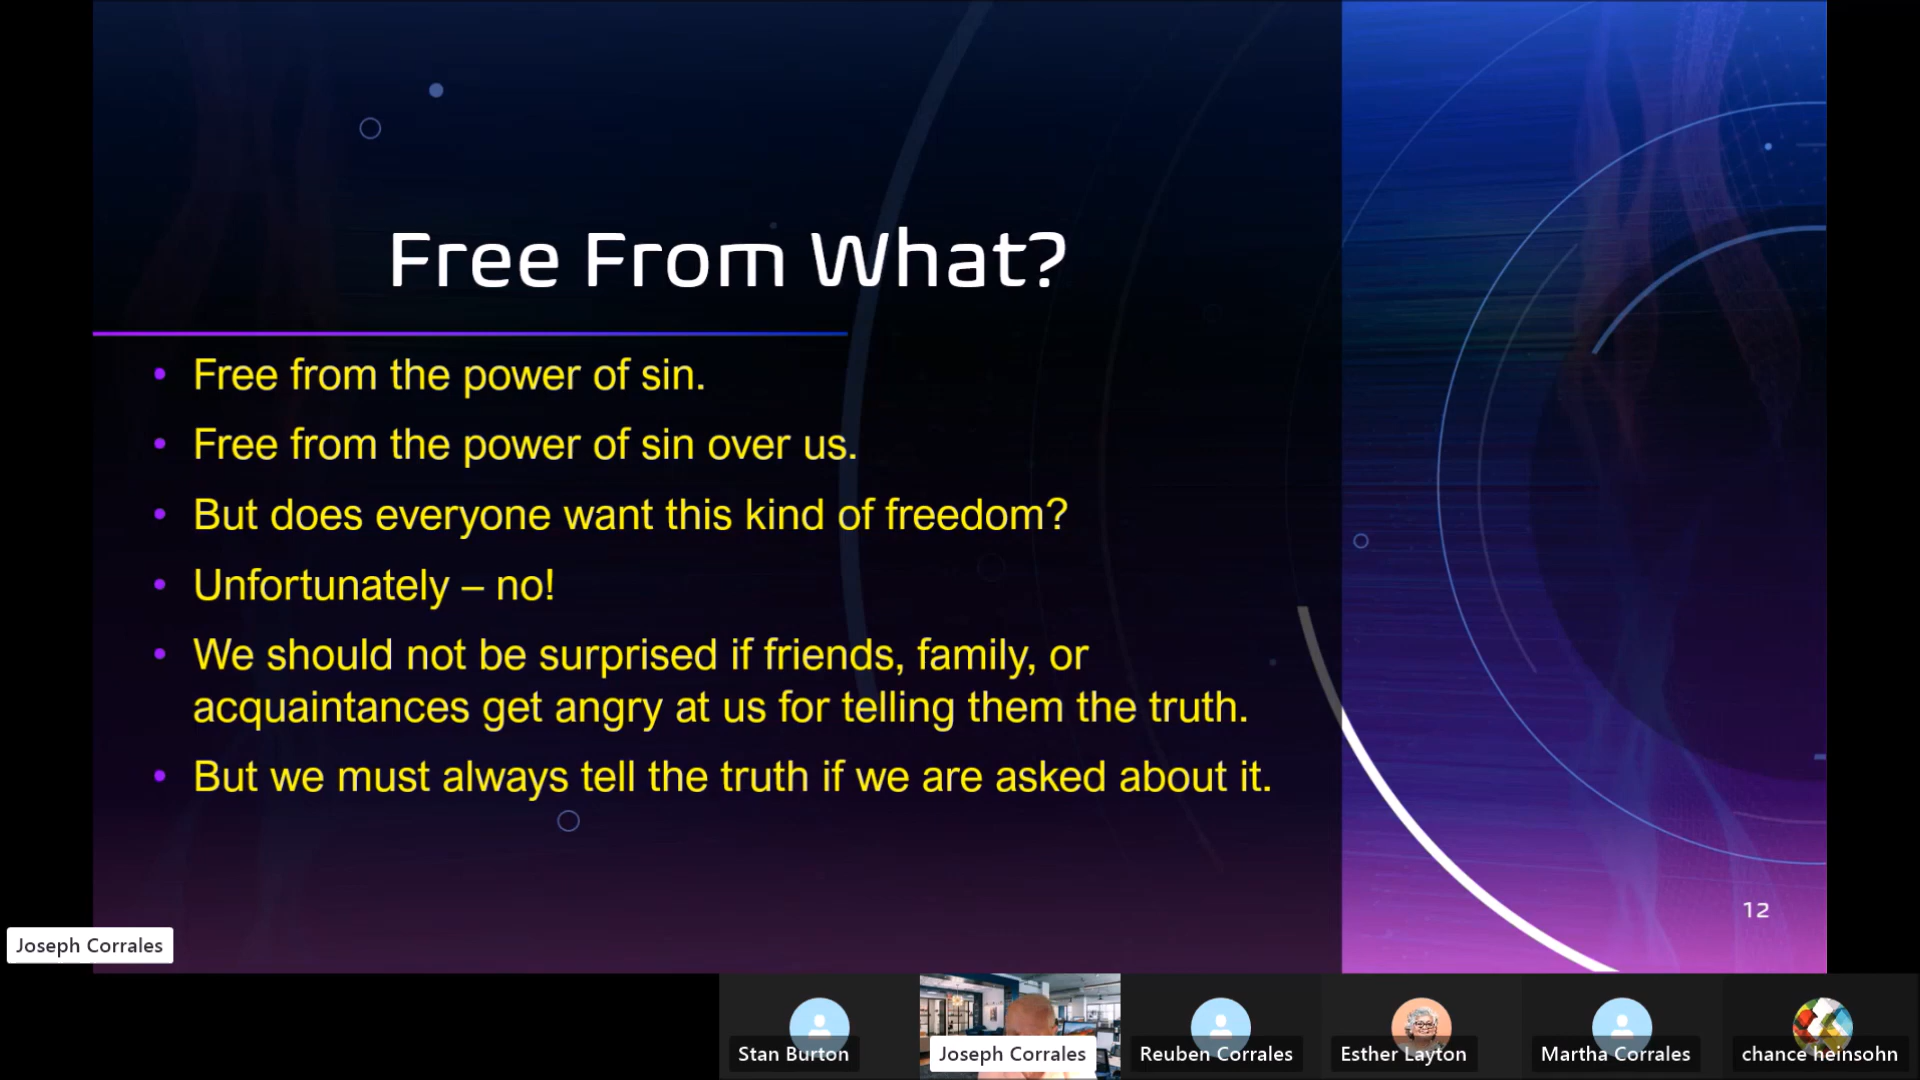 Free From What?
• Free from the power of sin.
• Free from the power of sin over us.
• But does everyone want this kind of freedom?
• Unfortunately – no!
• We should not be surprised if friends, family, or
acquaintances get angry at us for telling them the truth.
• But we must always tell the truth if we are asked about it.
12
Joseph Corrales
Stan Burton
Joseph Corrales
Reuben Corrales
Esther Layton
Martha Corrales
chance heinsohn